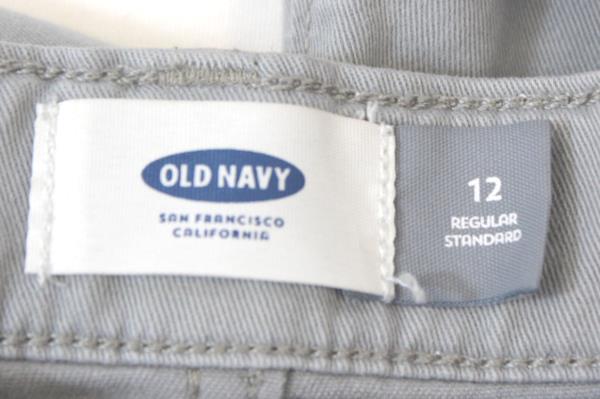 OLD NAVY
SAN FRANCISCO
CALIFORNIA
12
REGULAR
STANDARD